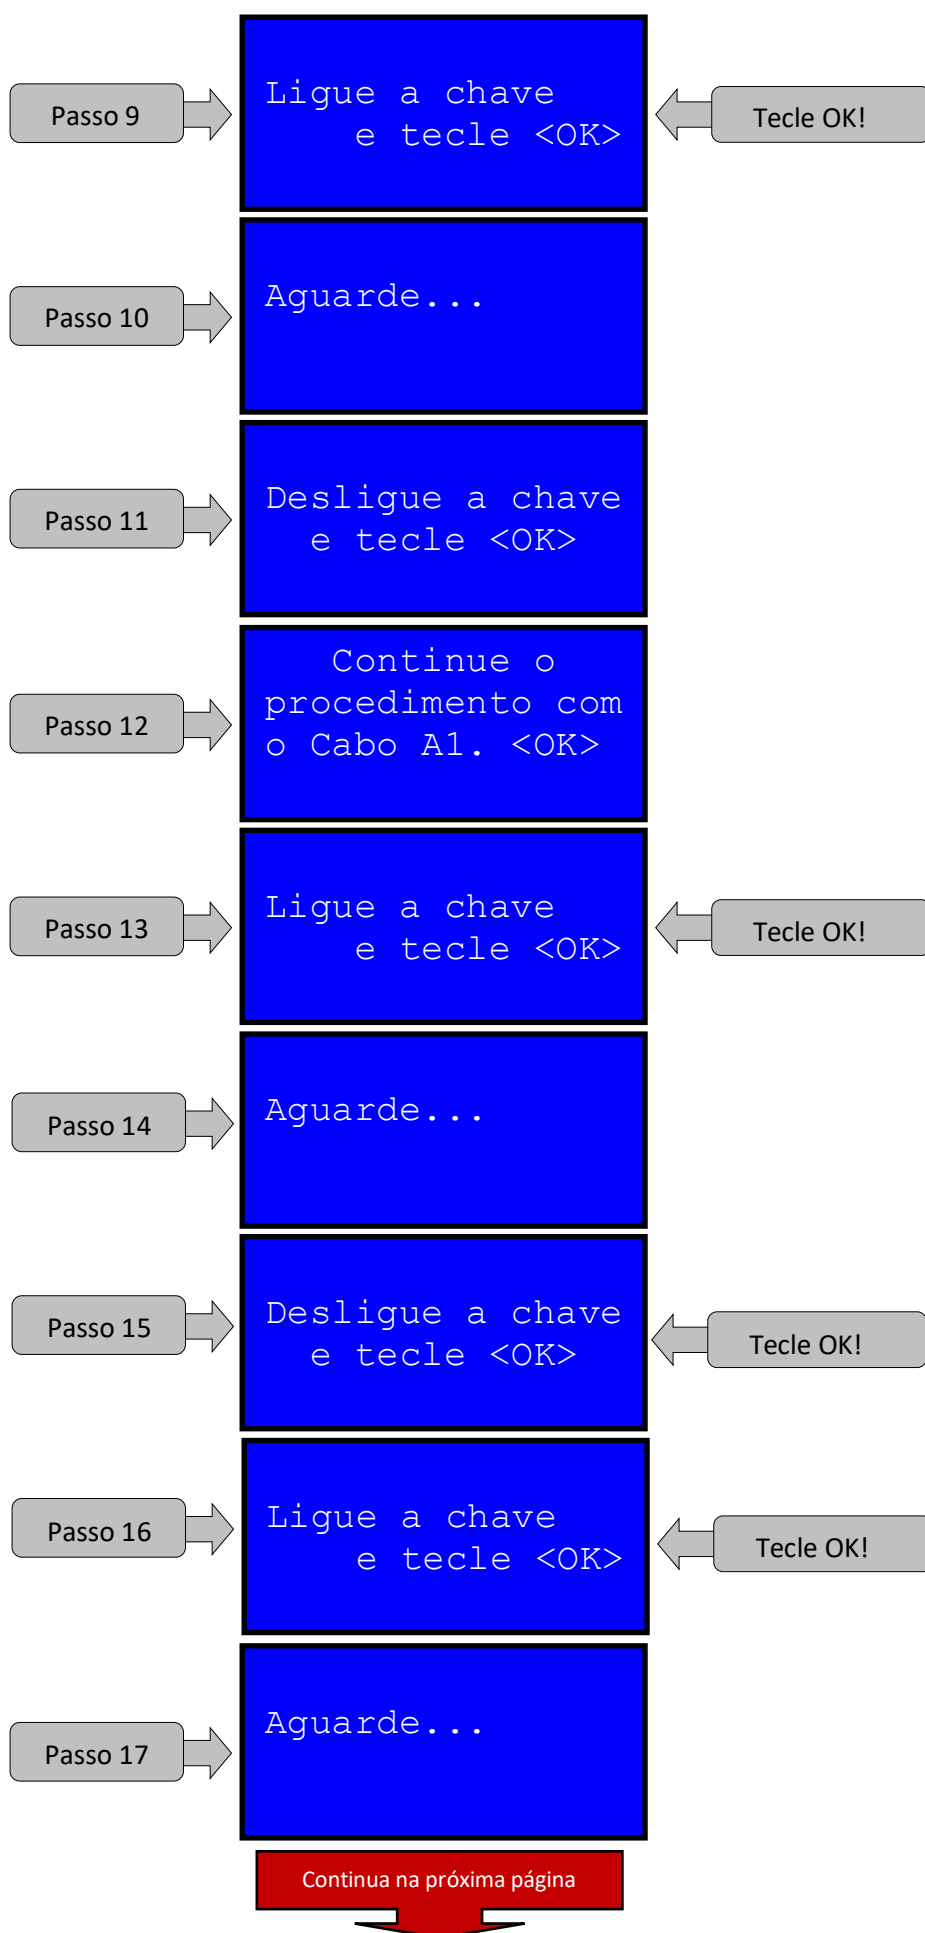 Passo 9
Ligue a chave
e tecle <OK>
Tecle OK!
Passo 10
Aguarde...
Passo 11
Desligue a chave
e tecle <OK>
Passo 12
Continue o
procedimento com
o Cabo A1. <OK>
Passo 13
Ligue a chave
e tecle <OK>
Tecle OK!
Passo 14
Aguarde...
Passo 15
Desligue a chave
e tecle <OK>
Tecle OK!
Passo 16
Ligue a chave
e tecle <OK>
Tecle OK!
Passo 17
Aguarde...
Continua na próxima página